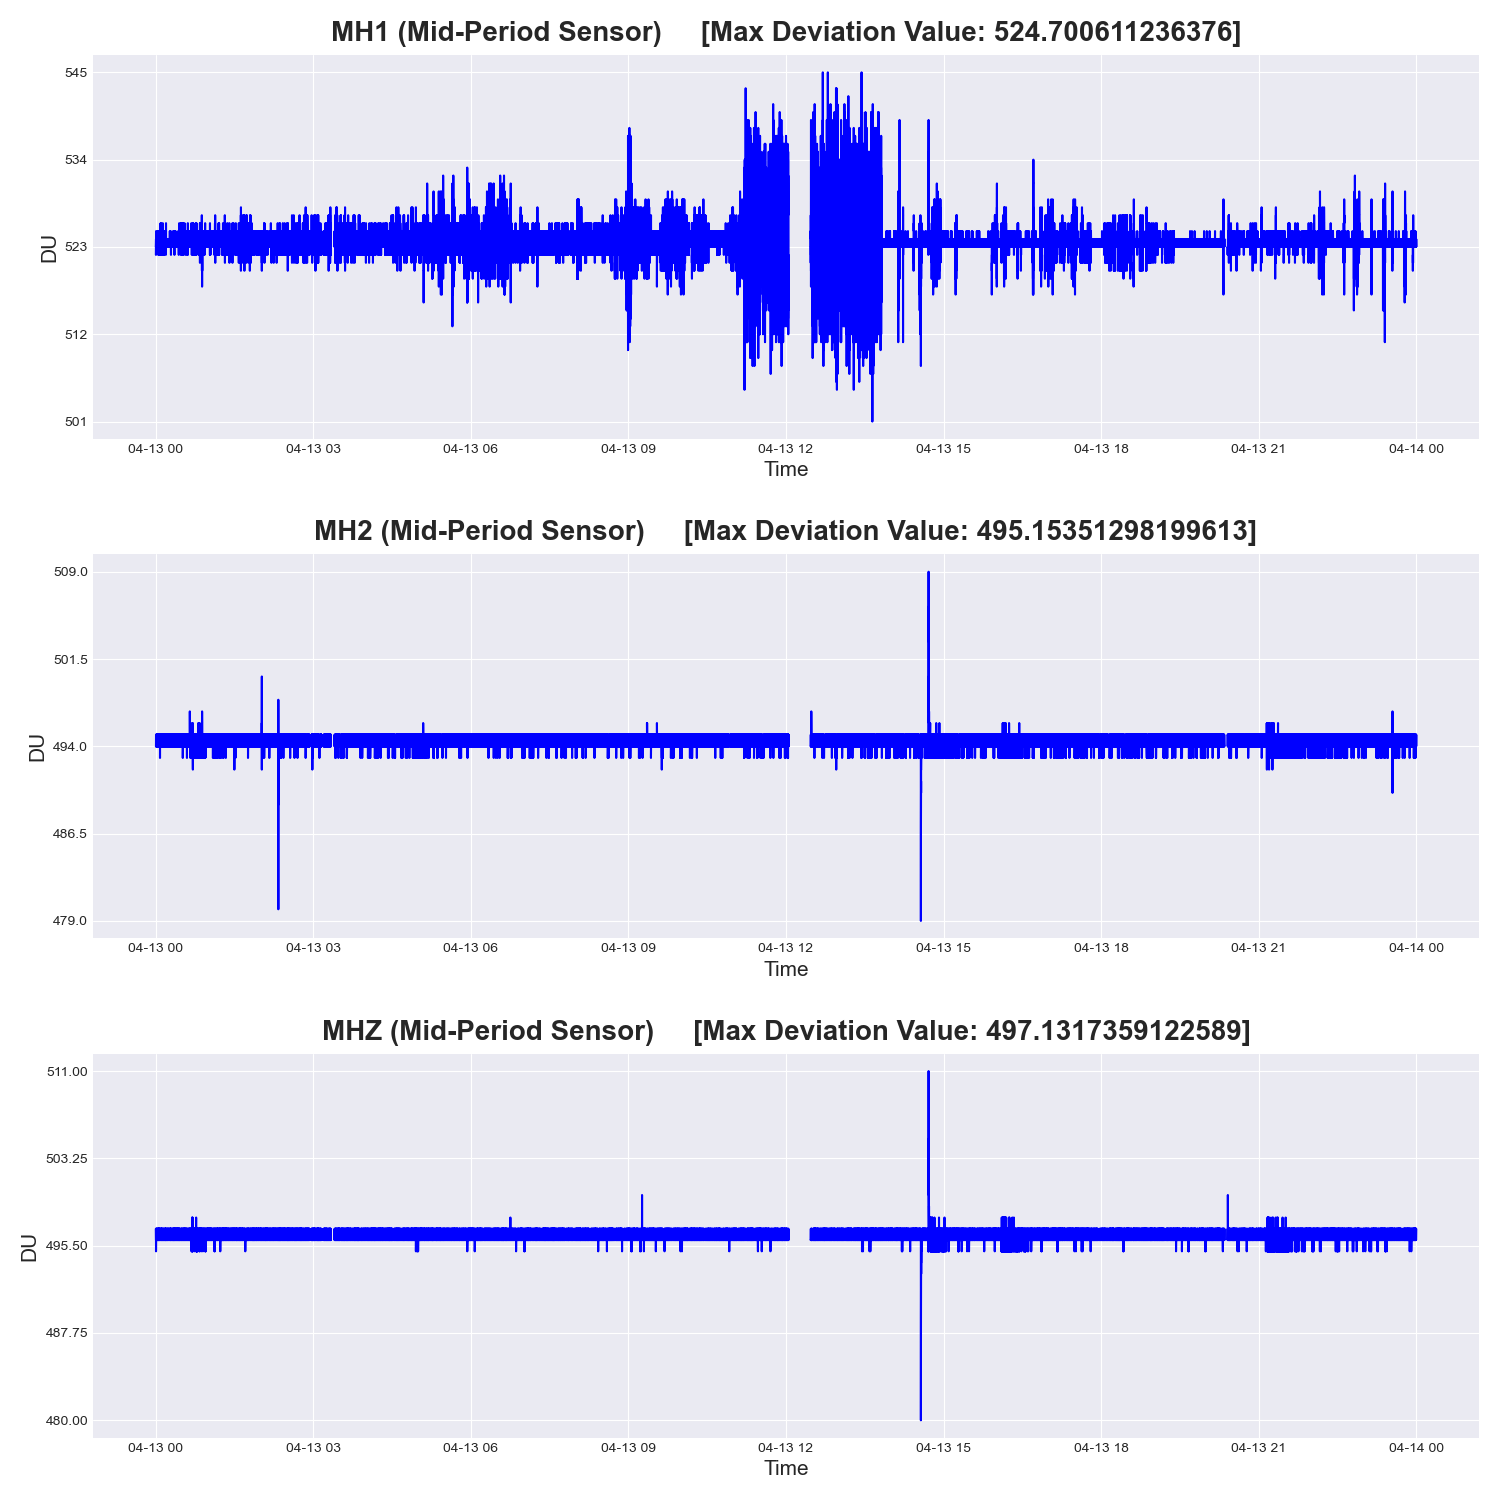 MH1 (Mid-Period Sensor) [Max Deviation Value: 524.700611236376]
545
534
523
512
501
DU
04-13 00 04-13 03 04-13 06 04-13 09 04-13 12 04-13 15 04-13 18 04-13 21 04-14 00
Time
MH2 (Mid-Period Sensor) [Max Deviation Value: 495.15351298199613]
509.0
501.5
494.0
486.5
479.0
DU
04-13 00 04-13 03 04-13 06 04-13 09 04-13 12 04-13 15 04-13 18 04-13 21 04-14 00
Time
MHZ (Mid-Period Sensor) [Max Deviation Value: 497.1317359122589]
511.00
503.25
495.50
487.75
480.00
DU
04-13 00 04-13 03 04-13 06 04-13 09 04-13 12 04-13 15 04-13 18 04-13 21 04-14 00
Time